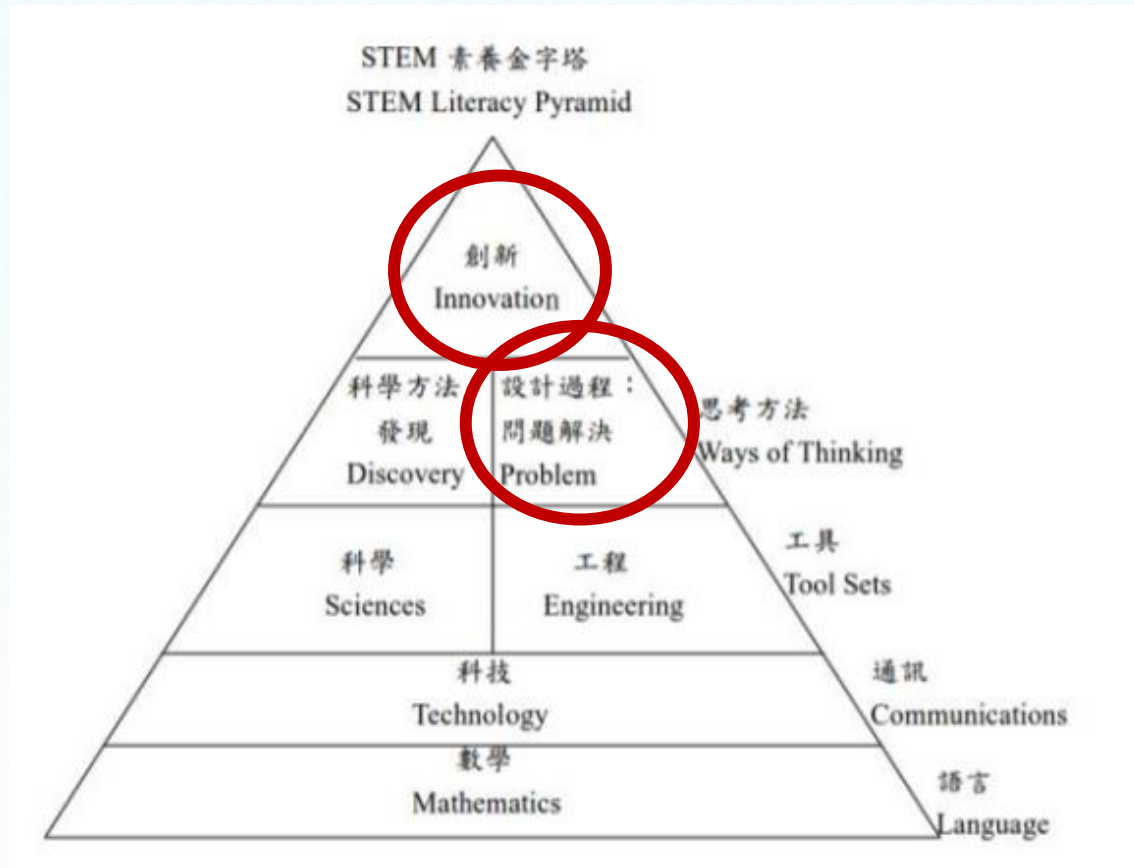 STEM 素養金字塔
STEM Literacy Pyramid
創新
Innovation
科學方法
發現
Discovery
設計過程：
問題解決
Problem
思考方法
Ways of Thinking
科學
Sciences
工程
Engineering
工具
Tool Sets
科技
Technology
通訊
Communications
數學
Mathematics
語言
Language